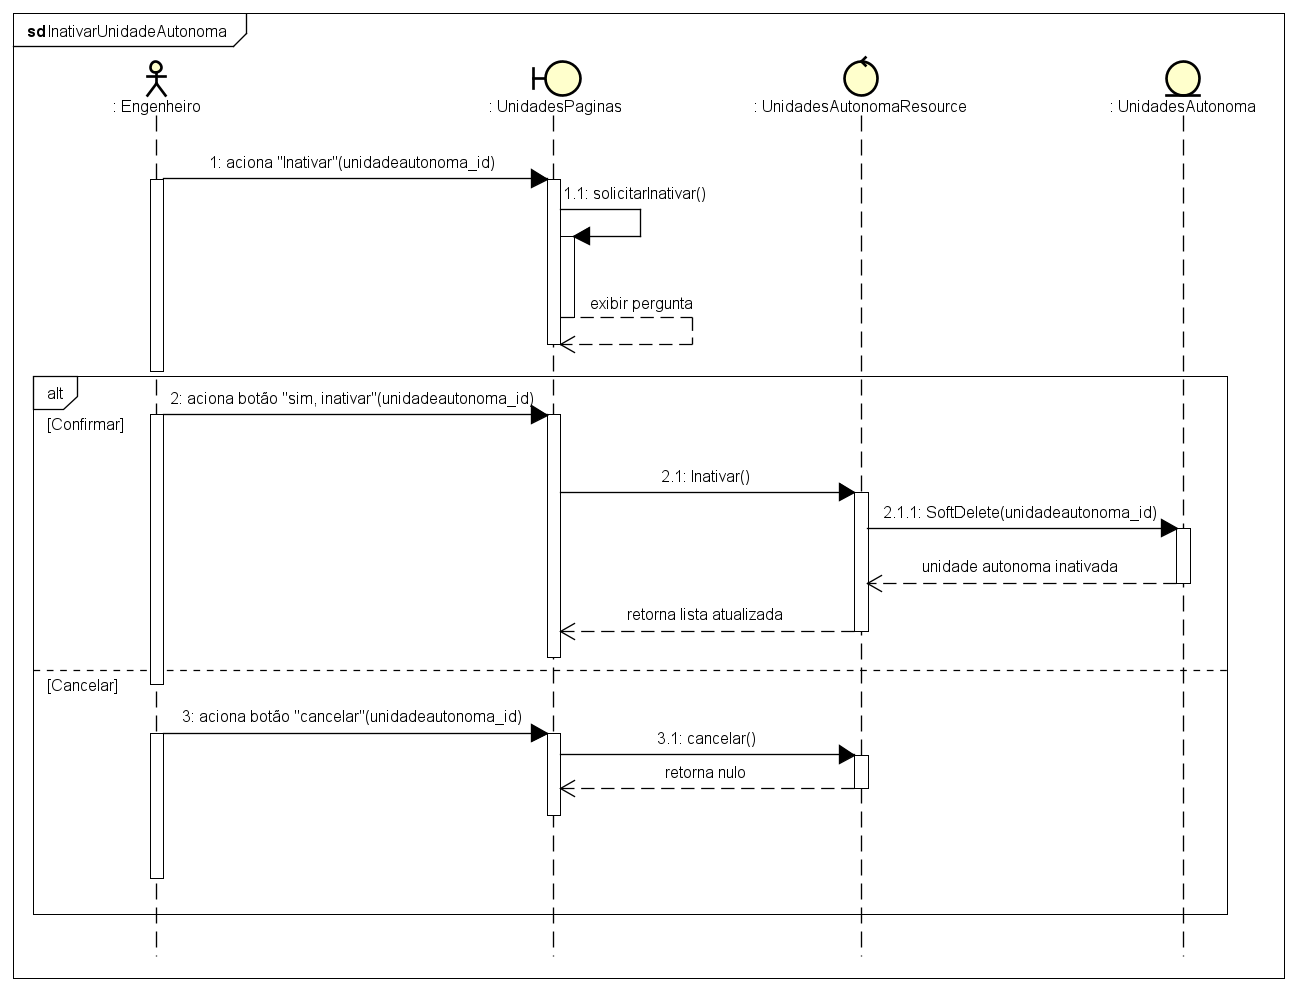 sd InativarUnidadeAutonoma
: Engenheiro
: UnidadesPaginas
: UnidadesAutonomaResource
: UnidadesAutonoma
1: aciona "Inativar"(unidadeautonoma_id)
1.1: solicitarInativar()
exibir pergunta
alt
2: aciona botão "sim, inativar"(unidadeautonoma_id)
[Confirmar]
2.1: Inativar()
2.1.1: SoftDelete(unidadeautonoma_id)
unidade autonoma inativada
retorna lista atualizada
[Cancelar]
3: aciona botão "cancelar"(unidadeautonoma_id)
3.1: cancelar()
retorna nulo